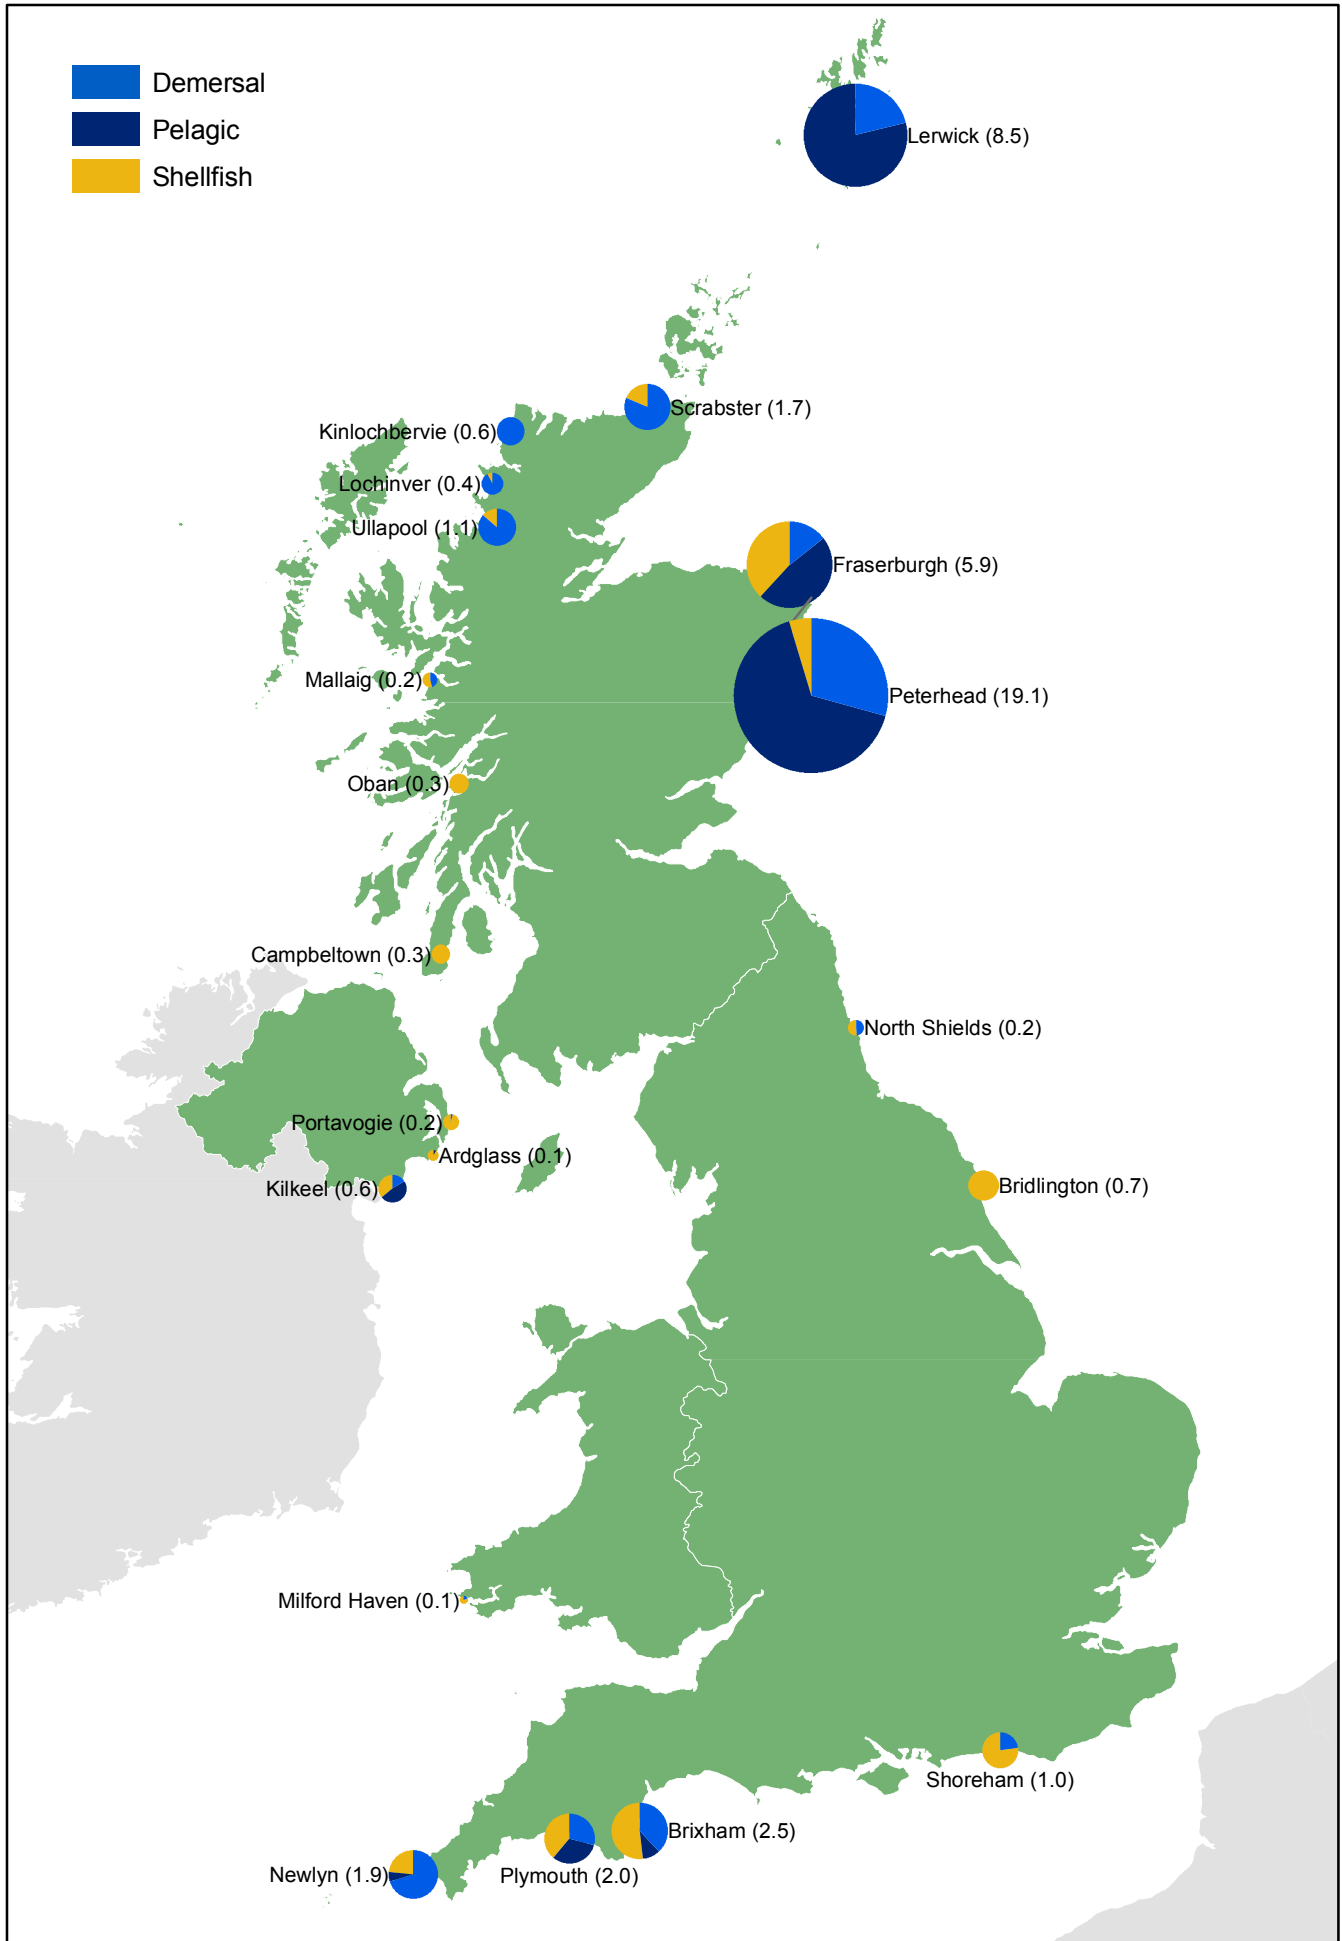 Demersal
Pelagic
Shellfish
Lerwick (8.5)
Scrabster (1.7)
Kinlochbervie (0.6)
Lochinver (0.4)
Ullapool (1.1)
Fraserburgh (5.9)
Mallaig (0.2)
Peterhead (19.1)
Oban (0.3)
Campbeltown (0.3)
North Shields (0.2)
Portavogie (0.2)
Ardglass (0.1)
Kilkeel (0.6)
Bridlington (0.7)
Milford Haven (0.1)
Shoreham (1.0)
Brixham (2.5)
Newlyn (1.9)
Plymouth (2.0)